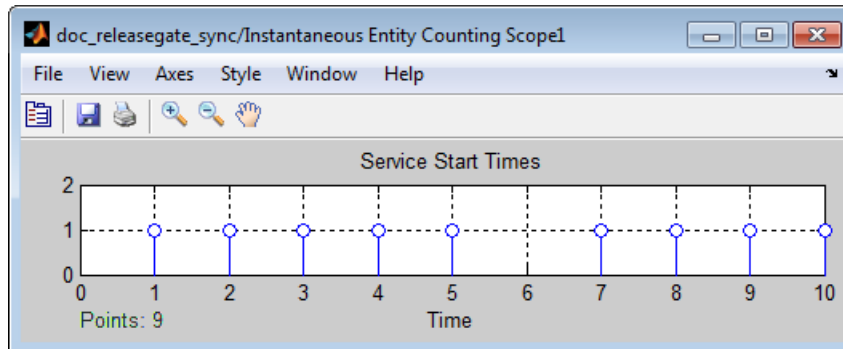 doc_releasegate_sync/Instantaneous Entity Counting Scope1
File View Axes Style Window Help
Service Start Times
2
1
0
0 1 2 3 4 5 6 7 8 9 10
Points: 9 Time